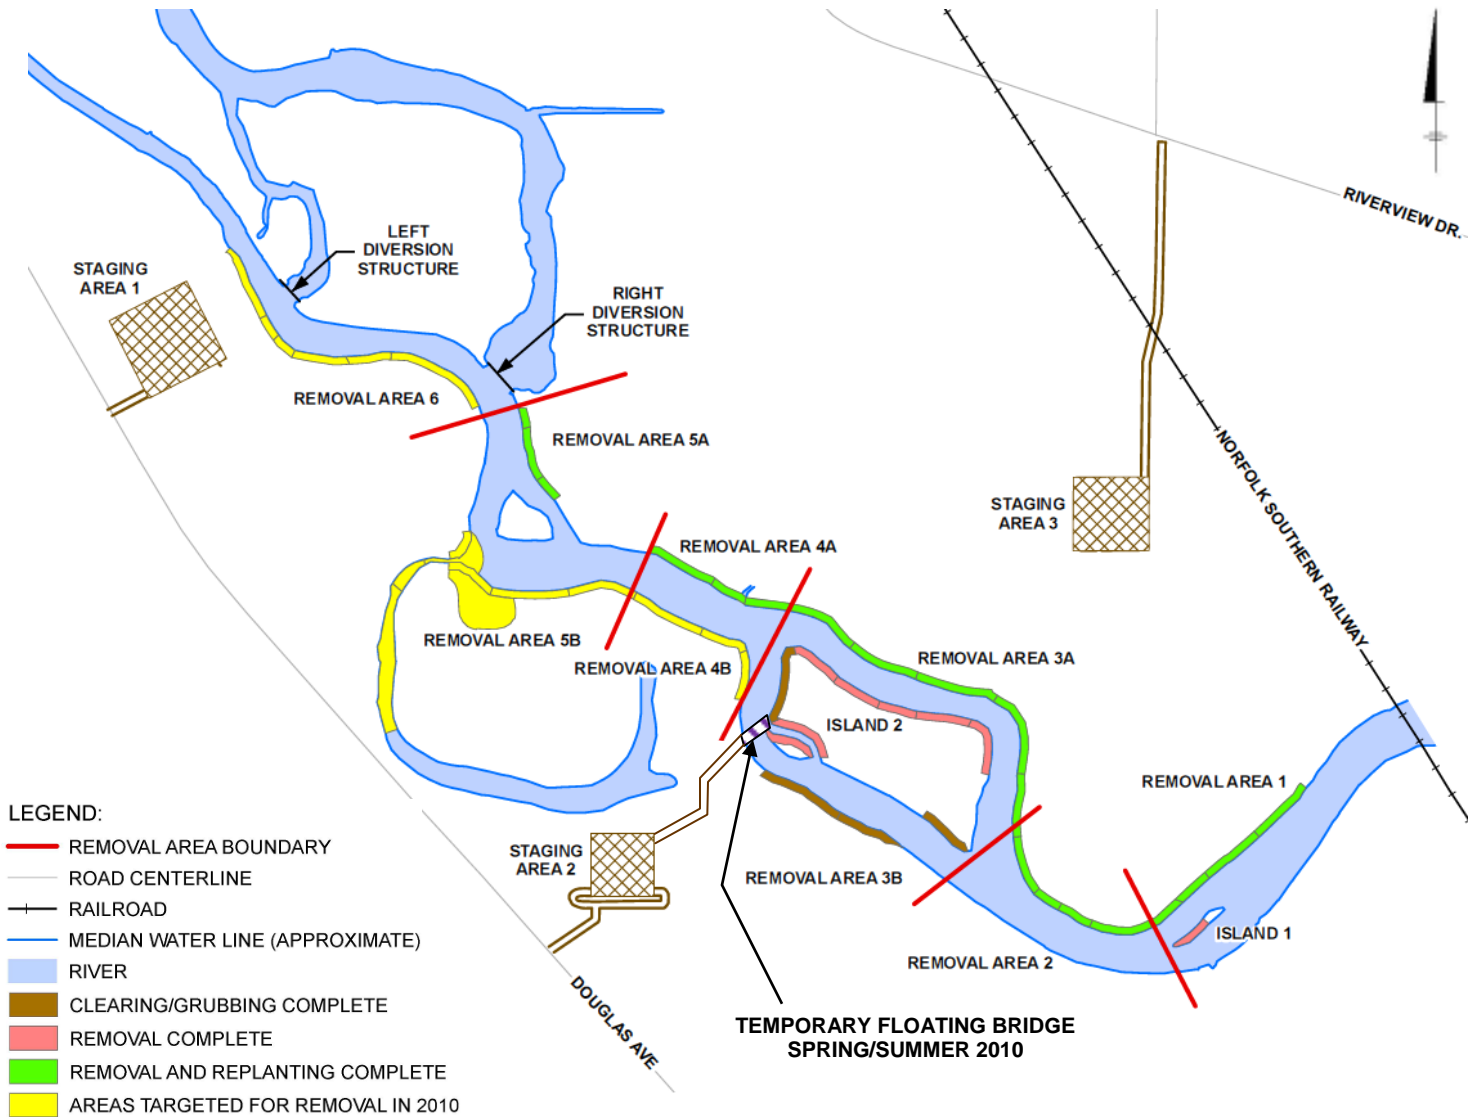 RIVERVIEW DR.
LEFT
DIVERSION
STRUCTURE
STAGING
AREA 1
RIGHT
DIVERSION
STRUCTURE
REMOVAL AREA 6
REMOVAL AREA 5A
NORFOLK SOUTHERN RAILWAY
STAGING
AREA 3
REMOVAL AREA 4A
REMOVAL AREA 5B
REMOVAL AREA 4B
REMOVAL AREA 3A
ISLAND 2
REMOVAL AREA 1
STAGING
AREA 2
REMOVAL AREA 3B
ISLAND 1
REMOVAL AREA 2
DOUGLAS AVE
TEMPORARY FLOATING BRIDGE
SPRING/SUMMER 2010
LEGEND:
REMOVAL AREA BOUNDARY
ROAD CENTERLINE
RAILROAD
MEDIAN WATER LINE (APPROXIMATE)
RIVER
CLEARING/GRUBBING COMPLETE
REMOVAL COMPLETE
REMOVAL AND REPLANTING COMPLETE
AREAS TARGETED FOR REMOVAL IN 2010